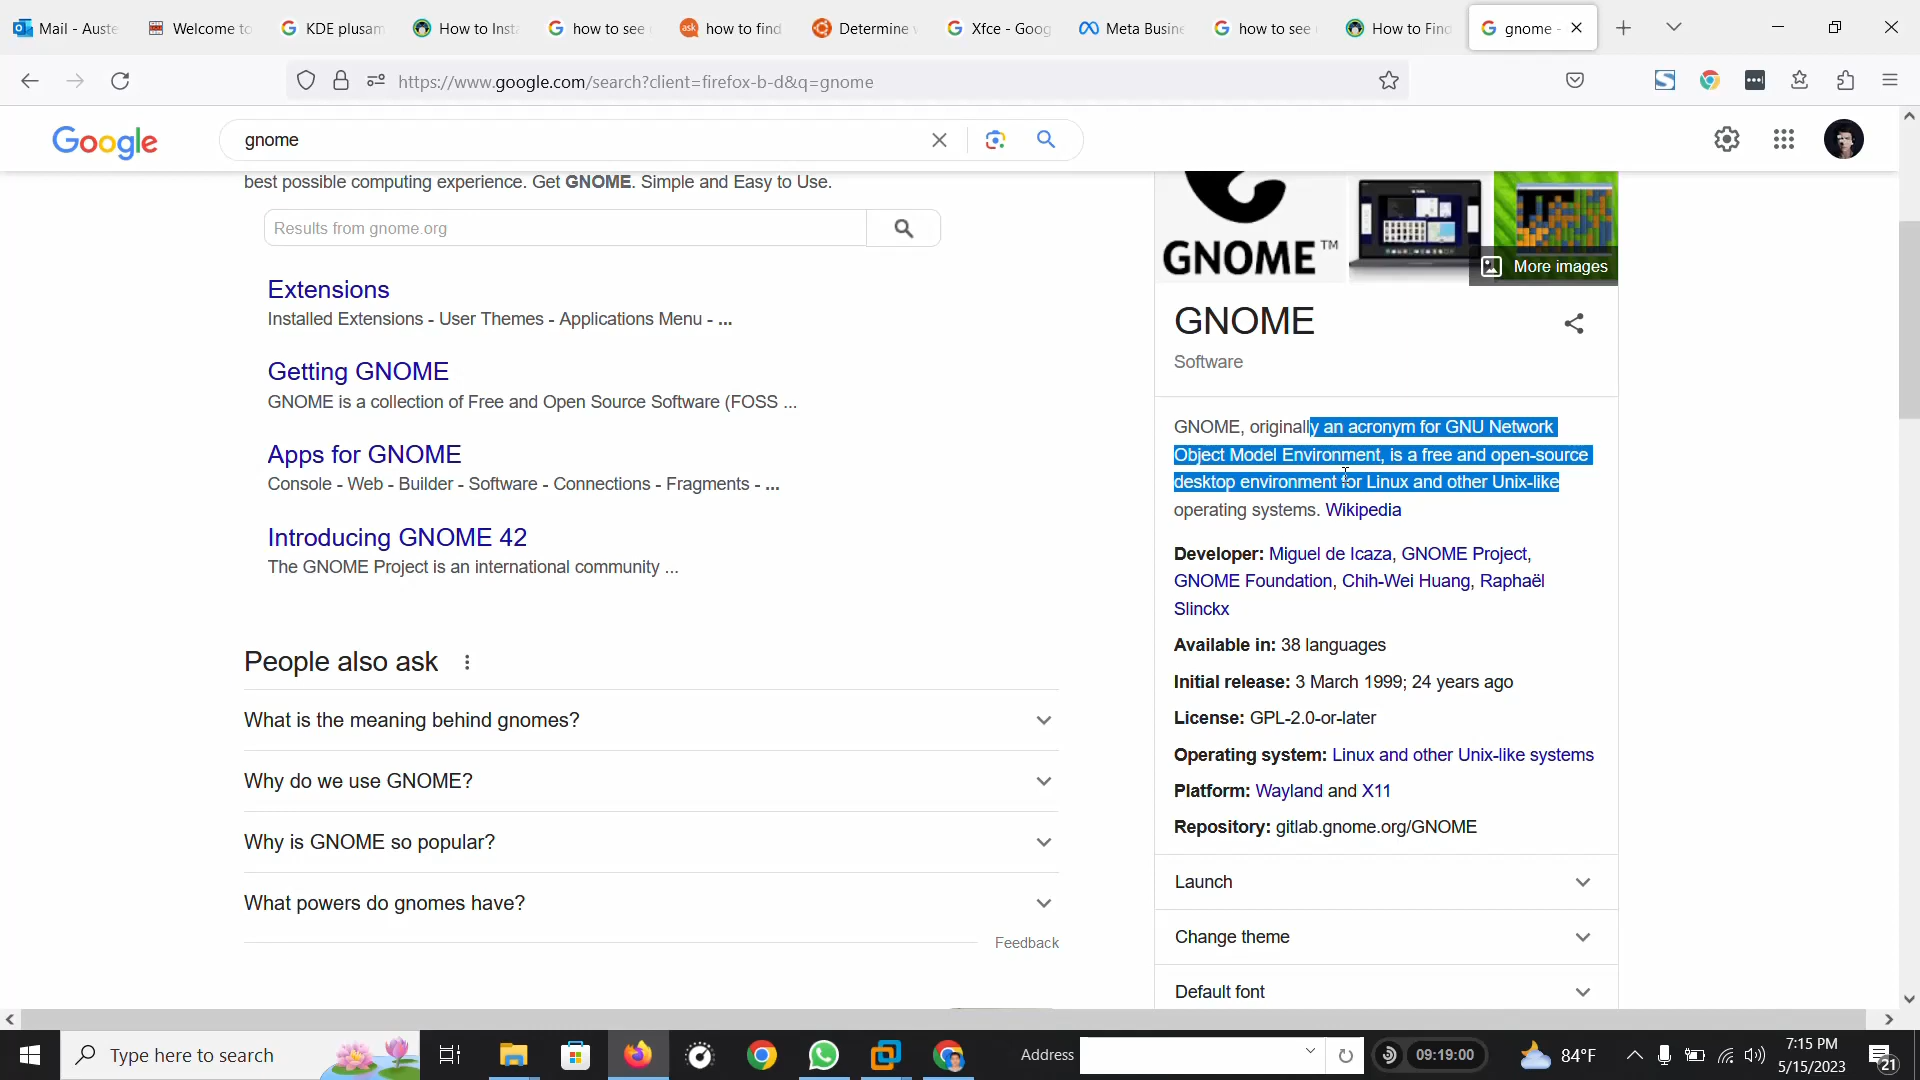 Mail - Auste
Welcome to
KDE plusam
How to Insta
how to see
how to find
Determine w
Xfce - Goog
Meta Busine
how to see
How to Find
gnome -
https://www.google.com/search?client=firefox-b-d&q=gnome
Google
gnome
best possible computing experience. Get GNOME. Simple and Easy to Use.
Results from gnome.org
Extensions
Installed Extensions - User Themes - Applications Menu - ...
Getting GNOME
GNOME is a collection of Free and Open Source Software (FOSS ...
Apps for GNOME
Console - Web - Builder - Software - Connections - Fragments - ...
Introducing GNOME 42
The GNOME Project is an international community ...
People also ask
What is the meaning behind gnomes?
Why do we use GNOME?
Why is GNOME so popular?
What powers do gnomes have?
Feedback
GNOME™
More images
GNOME
Software
GNOME, originally an acronym for GNU Network
Object Model Environment, is a free and open-source
desktop environment for Linux and other Unix-like
operating systems. Wikipedia
Developer: Miguel de Icaza, GNOME Project,
GNOME Foundation, Chih-Wei Huang, Raphaël
Slinckx
Available in: 38 languages
Initial release: 3 March 1999; 24 years ago
License: GPL-2.0-or-later
Operating system: Linux and other Unix-like systems
Platform: Wayland and X11
Repository: gitlab.gnome.org/GNOME
Launch
Change theme
Default font
Type here to search
Address
09:19:00
84°F
7:15 PM
5/15/2023
21